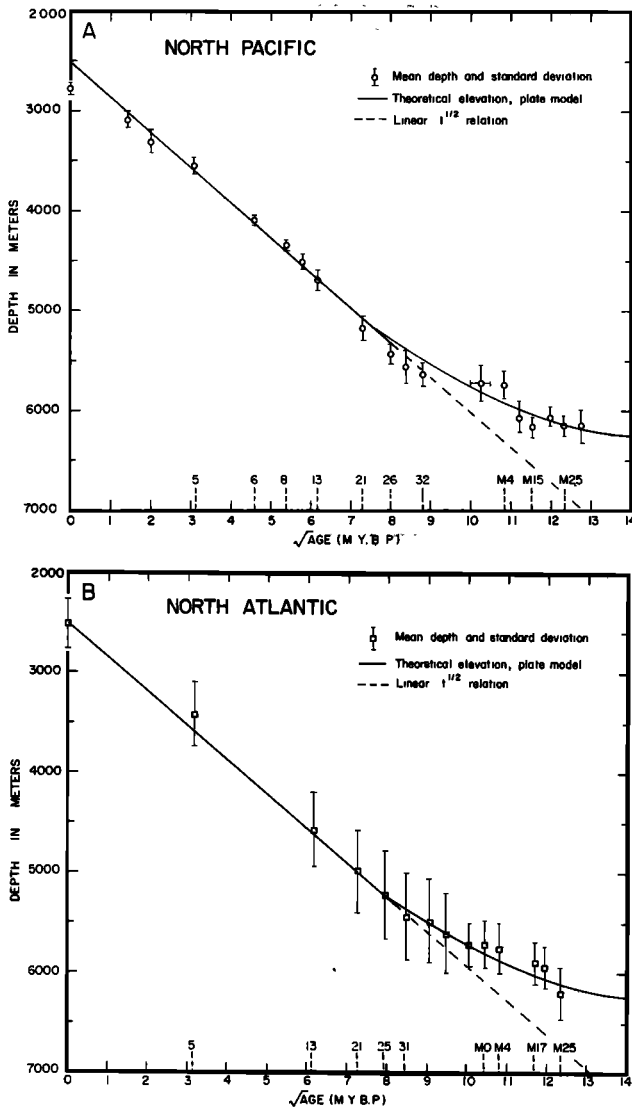 A
NORTH PACIFIC
Mean depth and standard deviation
Theoretical elevation, plate model
Linear t^1/2 relation
DEPTH IN METERS
2000
3000
4000
5000
6000
7000
5 6 8 13 21 26 32 M4 M15 M25
0 1 2 3 4 5 6 7 8 9 10 11 12 13 14
√AGE (M Y. B P)
B
NORTH ATLANTIC
Mean depth and standard deviation
Theoretical elevation, plate model
Linear t^1/2 relation
DEPTH IN METERS
2000
3000
4000
5000
6000
7000
5 13 21 25 31 M0 M4 M17 M25
0 1 2 3 4 5 6 7 8 9 10 11 12 13 14
√AGE (M Y B.P)